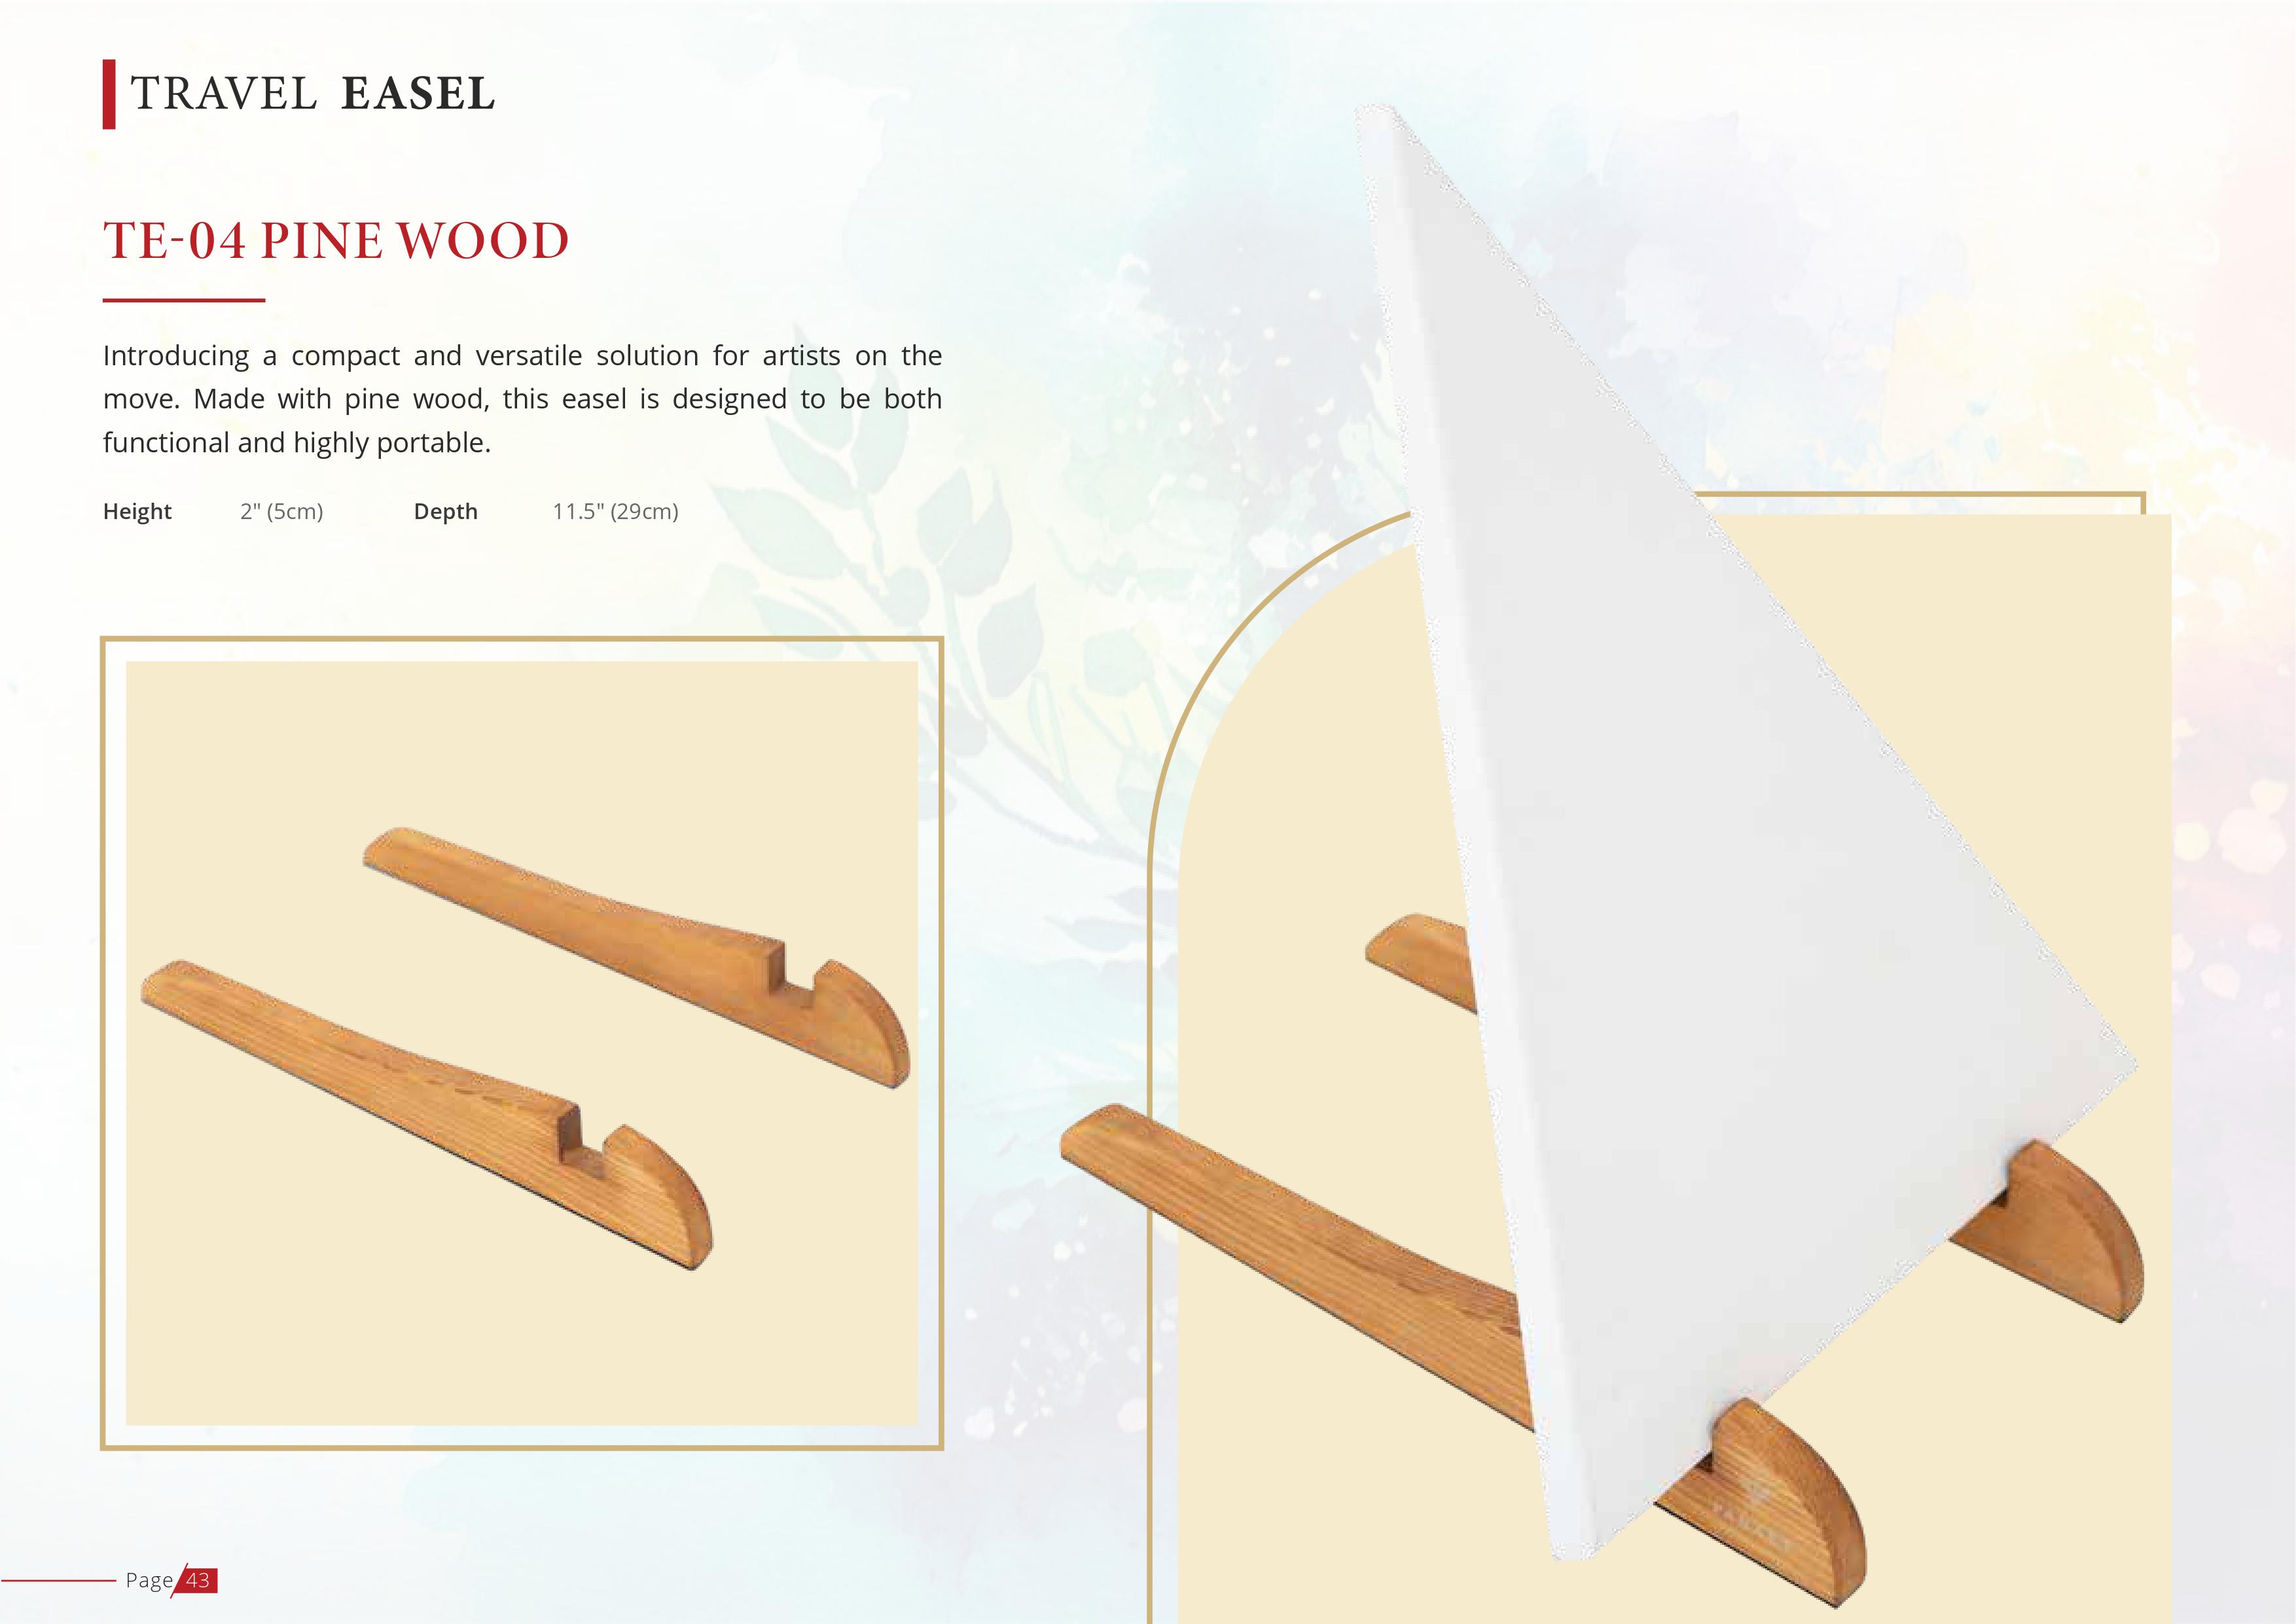 TRAVEL EASEL
TE-04 PINE WOOD
Introducing a compact and versatile solution for artists on the
move. Made with pine wood, this easel is designed to be both
functional and highly portable.
Height 2" (5cm) Depth 11.5" (29cm)
Page 43